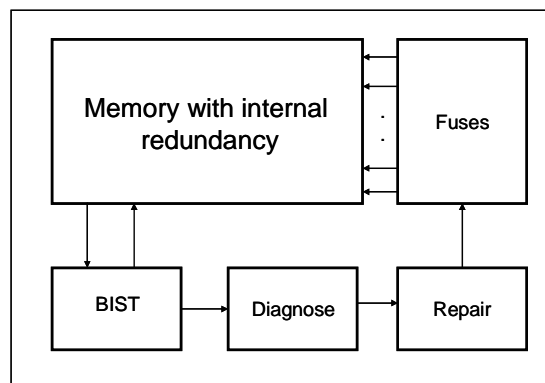 Memory with internal
redundancy
Fuses
BIST
Diagnose
Repair